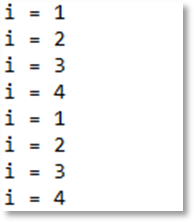 i = 1
i = 2
i = 3
i = 4
i = 1
i = 2
i = 3
i = 4